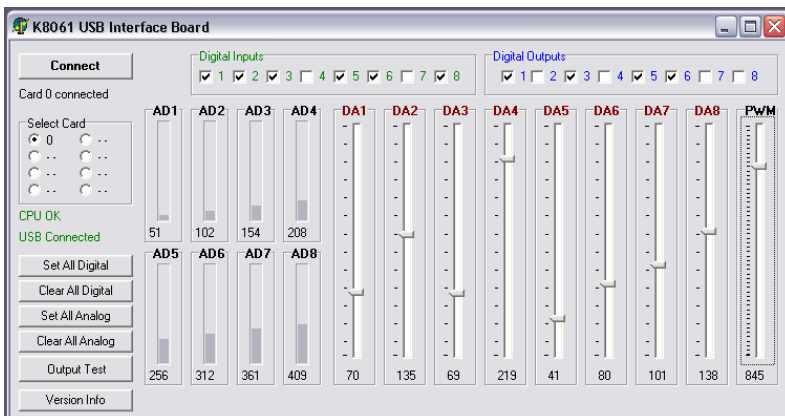 K8061 USB Interface Board
Connect
Card 0 connected
Select Card
0 --
-- --
-- --
-- --
CPU OK
USB Connected
Set All Digital
Clear All Digital
Set All Analog
Clear All Analog
Output Test
Version Info
Digital Inputs
1 2 3 4 5 6 7 8
Digital Outputs
1 2 3 4 5 6 7 8
AD1 AD2 AD3 AD4
51 102 154 208
AD5 AD6 AD7 AD8
256 312 361 409
DA1 DA2 DA3 DA4 DA5 DA6 DA7 DA8 PWM
70 135 69 219 41 80 101 138 845